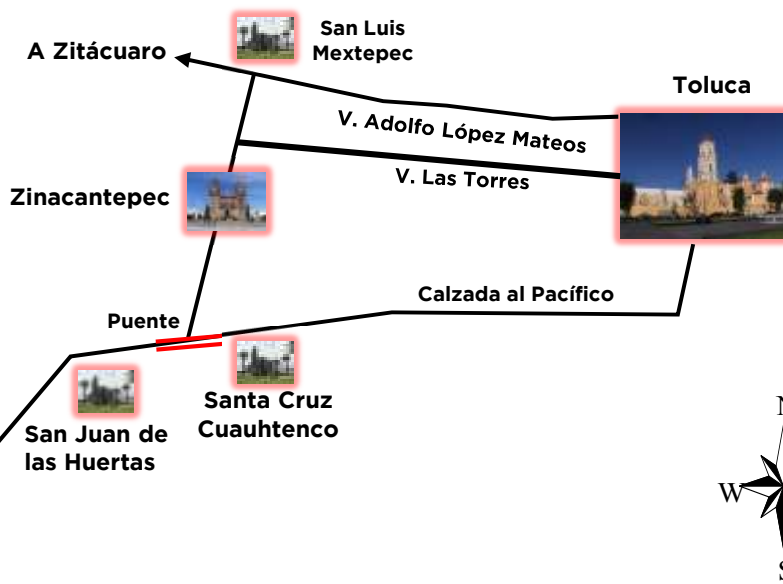 San Luis
Mextepec
A Zitácuaro
Toluca
V. Adolfo López Mateos
V. Las Torres
Zinacantepec
Calzada al Pacífico
Puente
Santa Cruz
Cuauhtenco
San Juan de
las Huertas
N
W
S